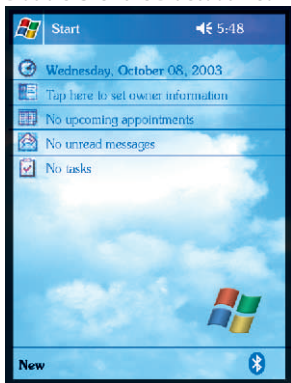 Start 5:48
Wednesday, October 08, 2003
Tap here to set owner information
No upcoming appointments
No unread messages
No tasks
New